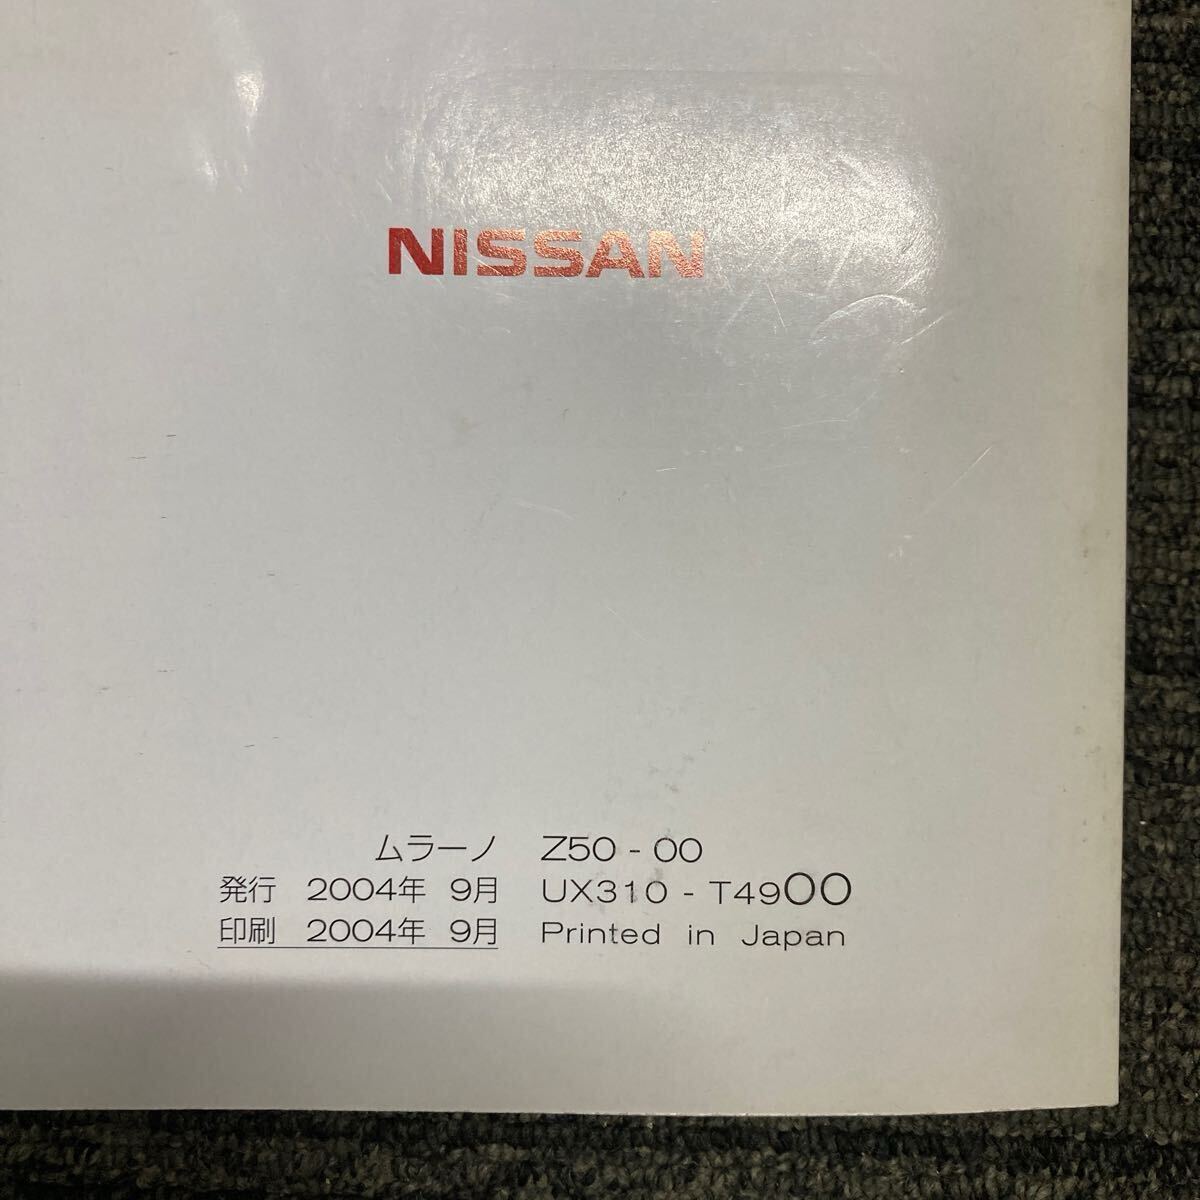 NISSAN
ムラーノ Z50 - 00
発行 2004年 9月 UX310 - T4900
印刷 2004年 9月 Printed in Japan